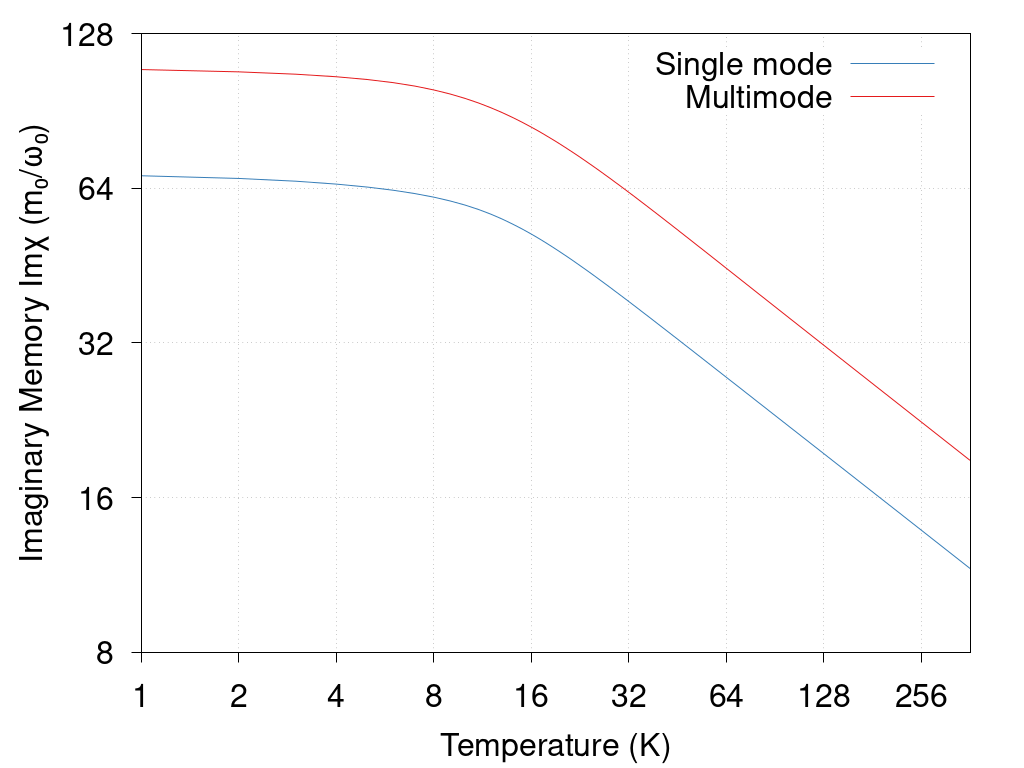 128
64
32
16
8
Imaginary Memory Imχ (m₀/ω₀)
Single mode
Multimode
1 2 4 8 16 32 64 128 256
Temperature (K)